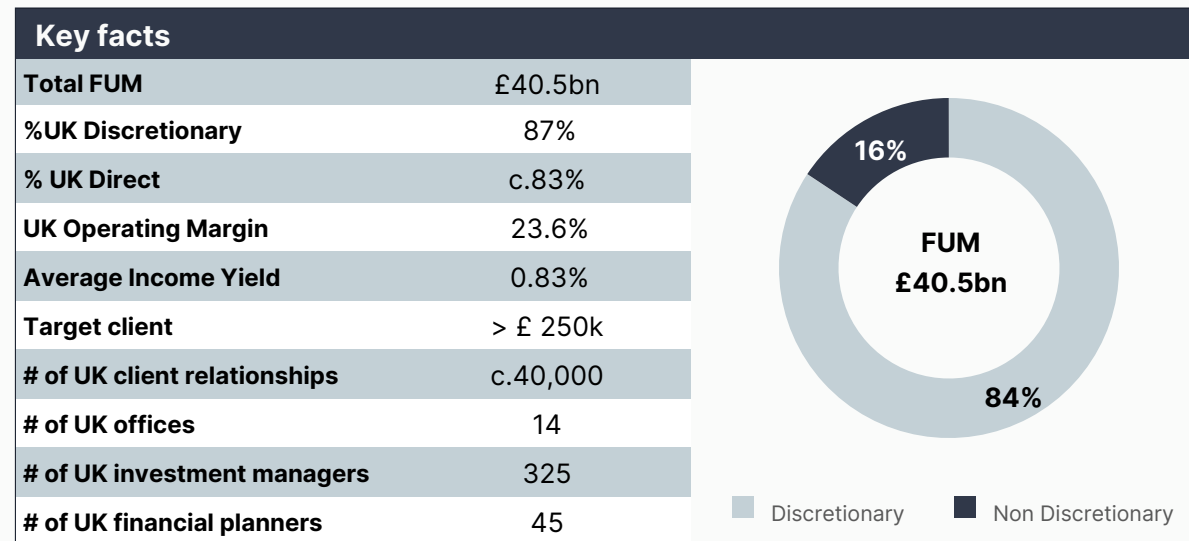 Key facts
Total FUM £40.5bn
%UK Discretionary 87%
% UK Direct c.83%
UK Operating Margin 23.6%
Average Income Yield 0.83%
Target client > £ 250k
# of UK client relationships c.40,000
# of UK offices 14
# of UK investment managers 325
# of UK financial planners 45
16%
FUM
£40.5bn
84%
Discretionary Non Discretionary